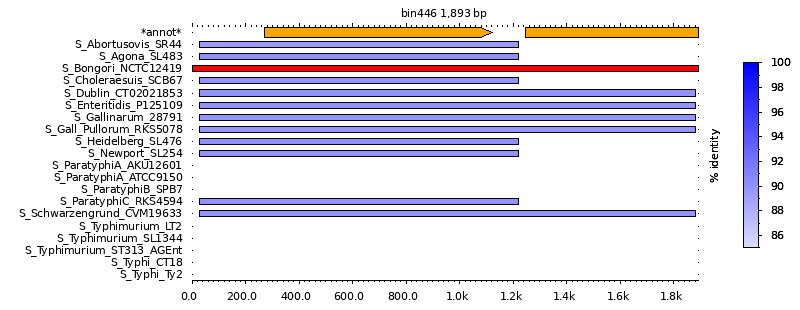 bin446 1,893 bp
*annot*
S_Abortusovis_SR44
S_Agona_SL483
S_Bongori_NCTC12419
S_Choleraesuis_SCB67
S_Dublin_CT02021853
S_Enteritidis_P125109
S_Gallinarum_28791
S_Gall_Pullorum_RKS5078
S_Heidelberg_SL476
S_Newport_SL254
S_ParatyphiA_AKU12601
S_ParatyphiA_ATCC9150
S_ParatyphiB_SPB7
S_ParatyphiC_RKS4594
S_Schwarzengrund_CVM19633
S_Typhimurium_LT2
S_Typhimurium_SL1344
S_Typhimurium_ST313_AGEnt
S_Typhi_CT18
S_Typhi_Ty2
0.0 200.0 400.0 600.0 800.0 1.0k 1.2k 1.4k 1.6k 1.8k
% identity
100
98
96
94
92
90
88
86